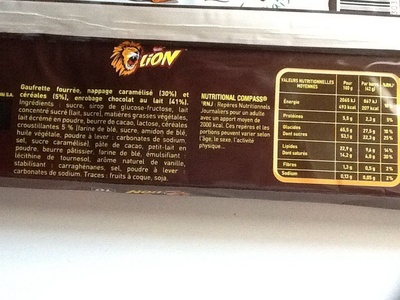 Nestlé
LION
Gaufrette fourrée, nappage caramélisé (30%) et
céréales (5%), enrobage chocolat au lait (41%).
Ingrédients : sucre, sirop de glucose-fructose, lait
concentré sucré (lait, sucre), matières grasses végétales,
lait écrémé en poudre, beurre de cacao, lactose, céréales
croustillantes 5 % (farine de blé, sucre, amidon de blé,
huile végétale, poudre à lever : carbonates de sodium,
sel, sucre caramélisé) pâte de cacao, petit-lait en
poudre, beurre pâtissier, farine de blé, émulsifiant :
lécithine de tournesol, arôme naturel de vanille,
stabilisant : carraghénanes, sel, poudre à lever :
carbonates de sodium. Traces : fruits à coque, soja.
NUTRITIONAL COMPASS®
*RNJ : Repères Nutritionnels
Journaliers pour un adulte
avec un apport moyen de
2000 kcal. Ces repères et les
portions peuvent varier selon
l'âge, le sexe, l'activité
physique...
VALEURS NUTRITIONNELLES MOYENNES Pour 100 g Par barre (42 g) %RNJ*
Energie 2065 kJ 867 kJ
493 kcal 207 kcal 10%
Protéines 5,5 g 2,3 g 5%
Glucides 65,5 g 27,5 g 10%
Dont sucres 25%
Lipides 22,9 g 9,6 g 14%
Dont saturés 14,2 g 6,0 g 30%
Fibres 1,2 g 0,5 g 2%
Sodium 0,13 g 0,05 g 2%